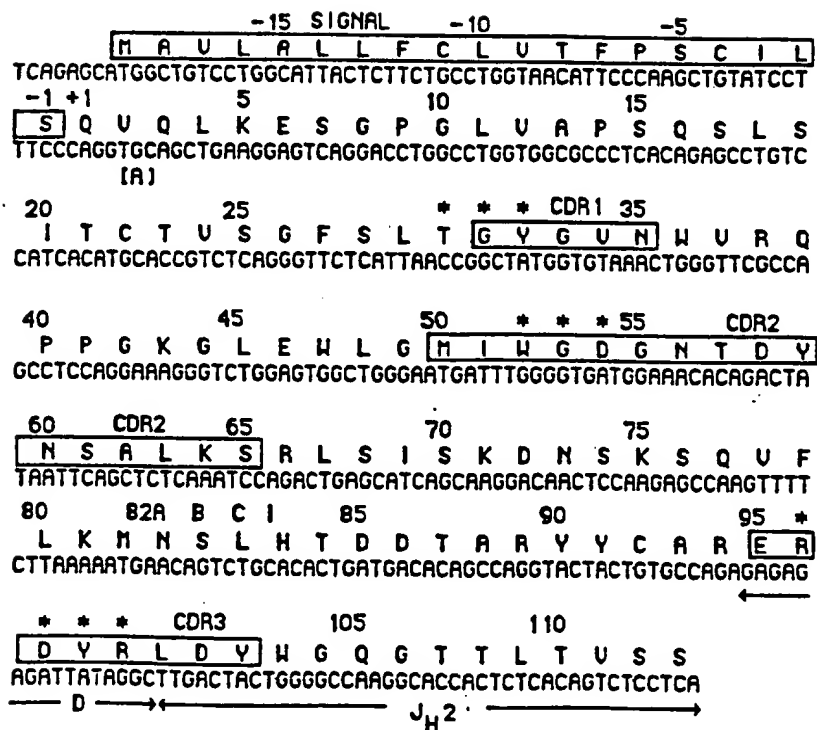 -15 SIGNAL -10 -5
M A V L A L L F C L V T F P S C I L
TCAGAGCATGGCTGTCCTGGCATTACTCTTCTGCCTGGTAACATTCCCAAGCTGTATCCT
-1 +1 5 10 15
S Q V Q L K E S G P G L V A P S Q S L S
TTCCCAGGTGCAGCTGAAGGAGTCAGGACCTGGCCTGGTGGCGCCCTCACAGAGCCTGTC
[A]
20 25 * * * CDR1 35
I T C T V S G F S L T G Y G V N W V R Q
CATCACATGCACCGTCTCAGGGTTCTCATTAACCGGCTATGGTGTAAACTGGGTTCGCCA
40 45 50 * * * 55 CDR2
P P G K G L E W L G M I W G D G N T D Y
GCCTCCAGGAAAGGGTCTGGAGTGGCTGGGAATGATTTGGGGTGATGGAAACACAGACTA
60 CDR2 65 70 75
N S A L K S R L S I S K D N S K S Q V F
TAATTCAGCTCTCAAATCCAGACTGAGCATCAGCAAGGACAACTCCAAGAGCCAAGTTTT
80 82A B C I 85 90 95 *
L K M N S L H T D D T A R Y Y C A R E R
CTTAAAAATGAACAGTCTGCACACTGATGACACAGCCAGGTACTACTGTGCCAGAGAGAG
* * * CDR3 105 110
D Y R L D Y W G Q G T T L T V S S
AGATTATAGGCTTGACTACTGGGGCCAAGGCACCACTCTCACAGTCTCCTCA
D JH2